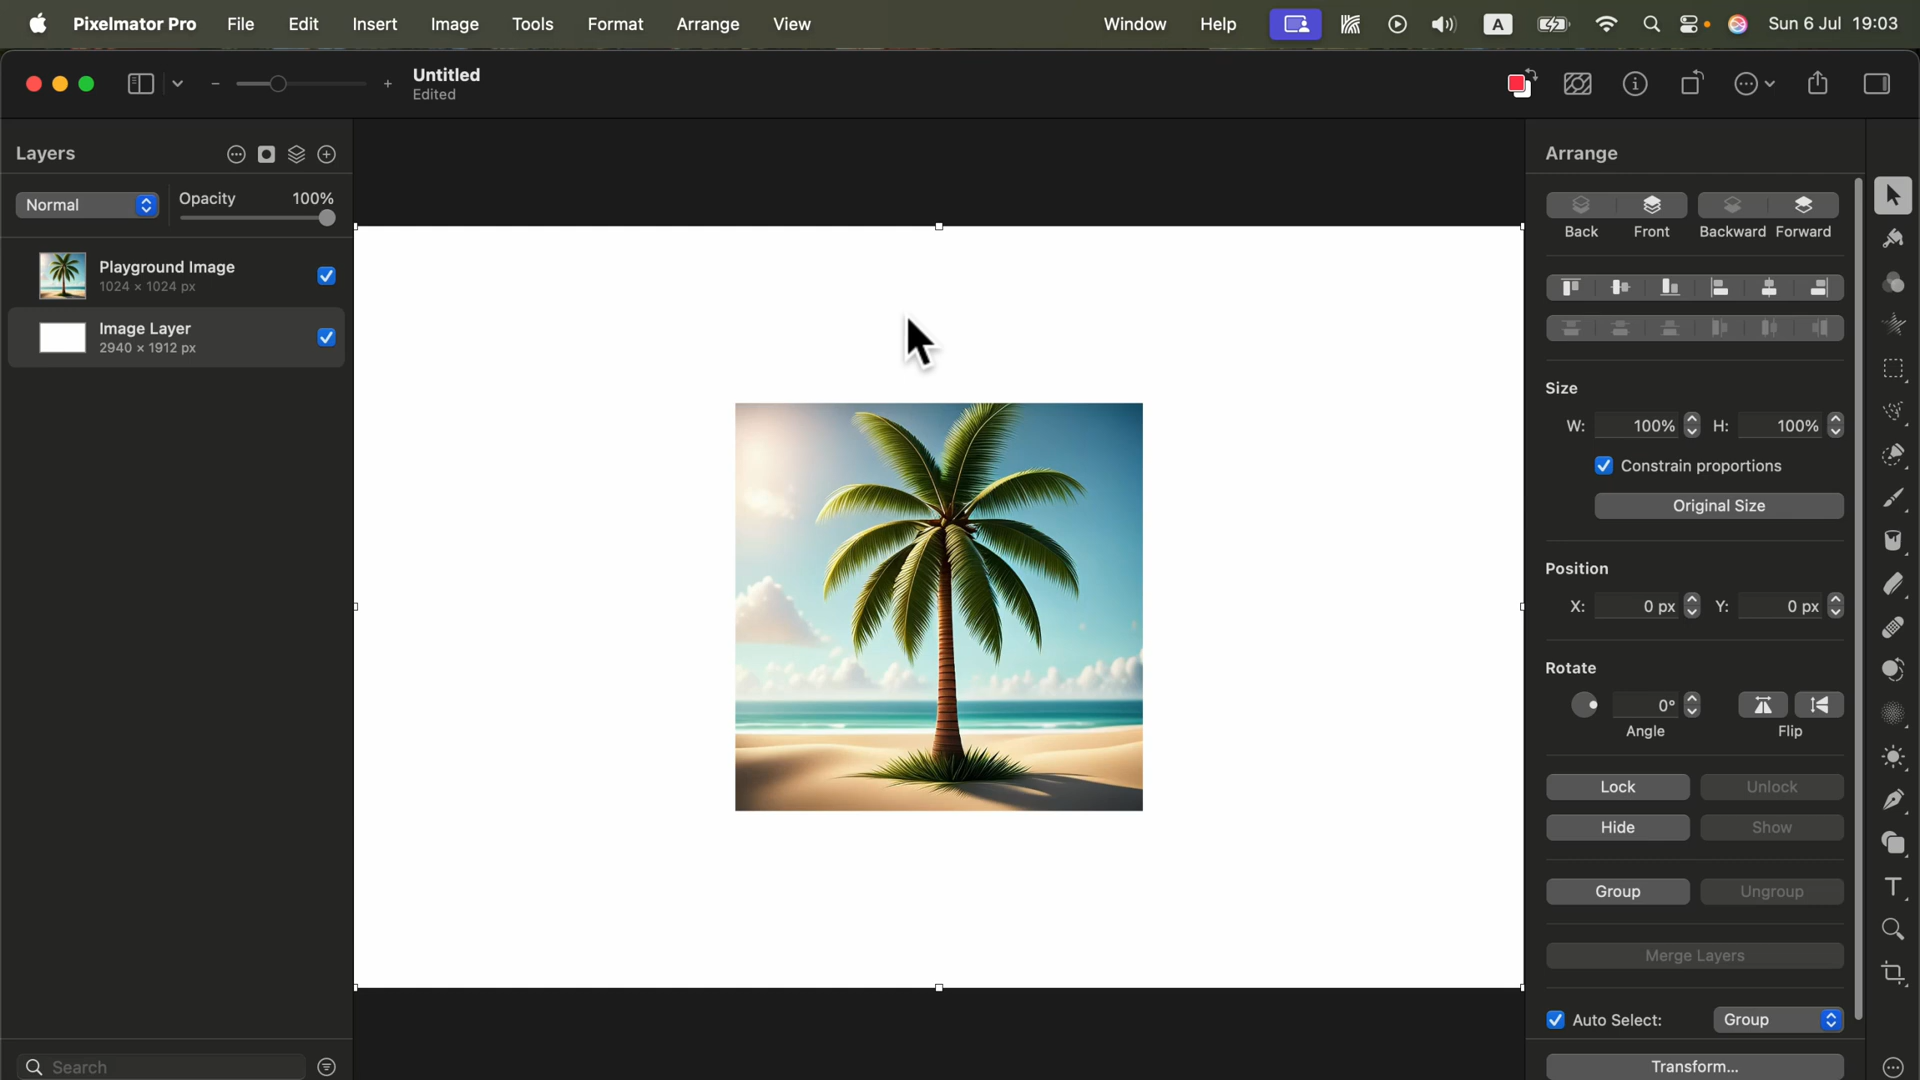 Pixelmator Pro File Edit Insert Image Tools Format Arrange View Window Help A Sun 6 Jul 19:03
Untitled
Edited
Layers
Normal
Opacity 100%
Playground Image
1024 × 1024 px
Image Layer
2940 × 1912 px
Search
Arrange
Back Front Backward Forward
Size
W: 100% H: 100%
Constrain proportions
Original Size
Position
X: 0 px Y: 0 px
Rotate
0°
Angle Flip
Lock Unlock
Hide Show
Group Ungroup
Merge Layers
Auto Select: Group
Transform...